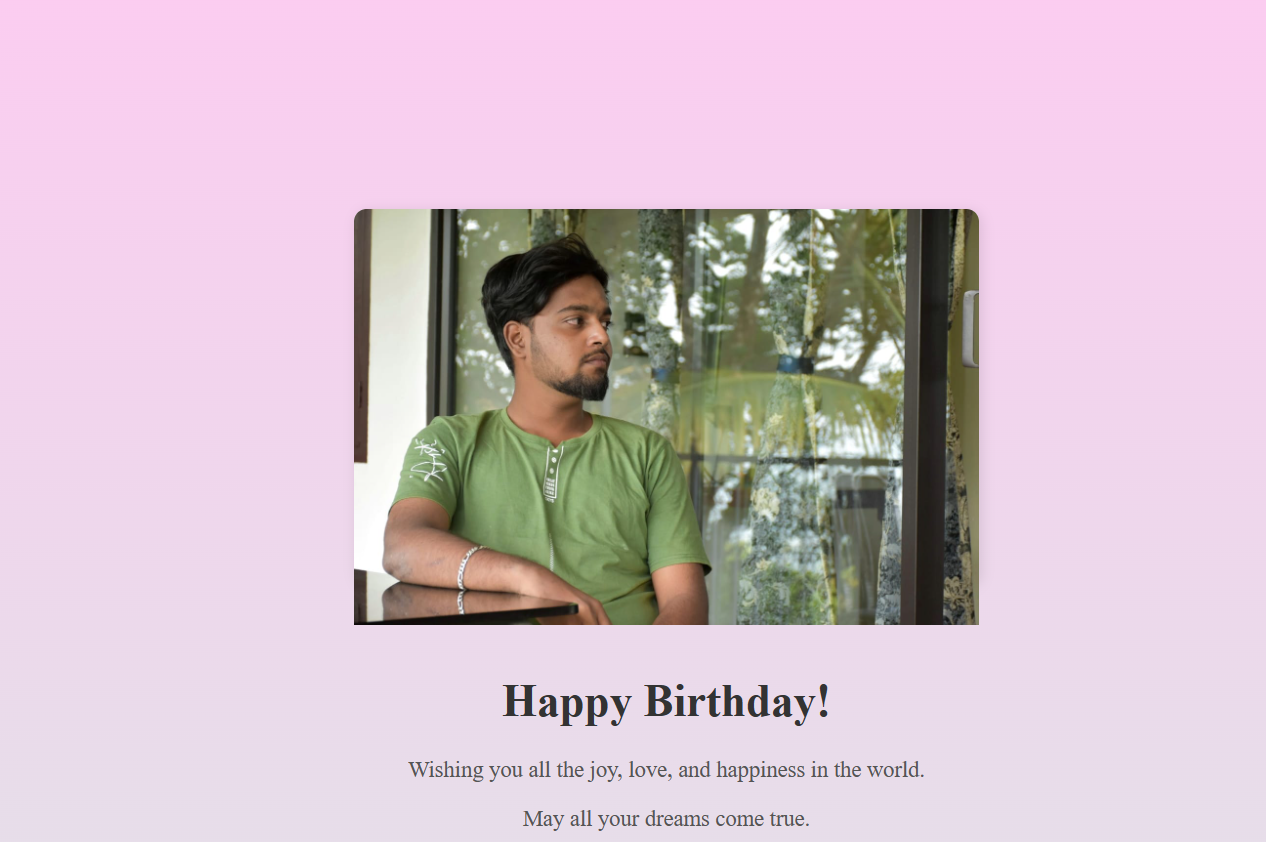 Happy Birthday!
Wishing you all the joy, love, and happiness in the world.
May all your dreams come true.